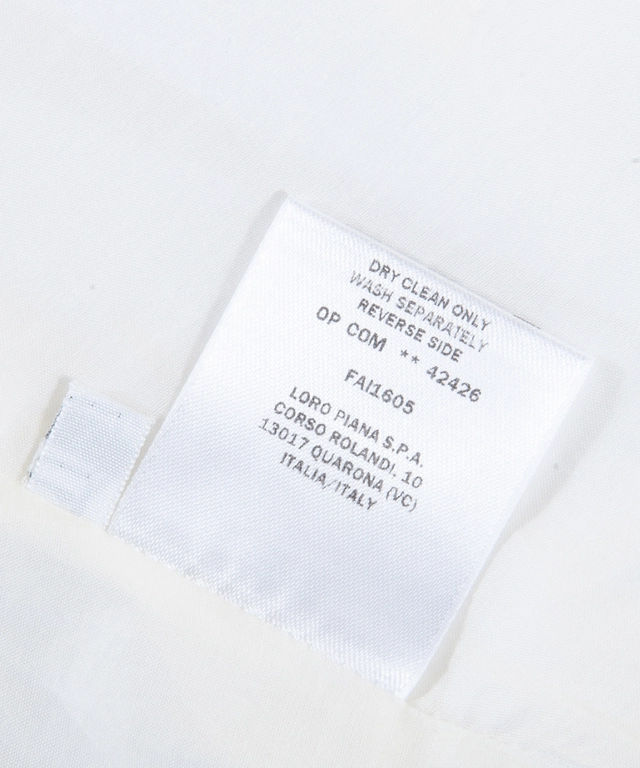 DRY CLEAN ONLY
WASH SEPARATELY
REVERSE SIDE
OP COM ** 42426
FAI1605
LORO PIANA S.P.A.
CORSO ROLANDI, 10
13017 QUARONA (VC)
ITALIA/ITALY